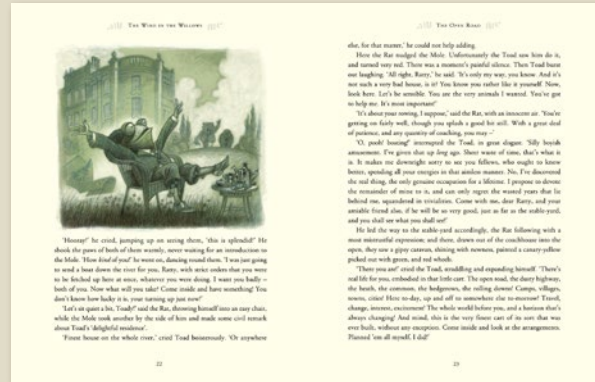 The Wind in the Willows
'Hooray!' he cried, jumping up on seeing them, 'this is splendid!' He
shook the paws of both of them warmly, never waiting for an introduction to
the Mole. 'How kind of you!' he went on, dancing round them. 'I was just going
to send a boat down the river for you, Ratty, with strict orders that you were
to be fetched up here at once, whatever you were doing. I want you badly –
both of you. Now what will you take? Come inside and have something! You
don't know how lucky it is, your turning up just now!'
'Let's sit quiet a bit, Toady!' said the Rat, throwing himself into an easy chair,
while the Mole took another by the side of him and made some civil remark
about Toad's 'delightful residence'.
'Finest house on the whole river,' cried Toad boisterously. 'Or anywhere
22
The Open Road
else, for that matter,' he could not help adding.
Here the Rat nudged the Mole. Unfortunately the Toad saw him do it,
and turned very red. There was a moment's painful silence. Then Toad burst
out laughing. 'All right, Ratty,' he said. 'It's only my way, you know. And it's
not such a very bad house, is it? You know you rather like it yourself. Now,
look here. Let's be sensible. You are the very animals I wanted. You've got
to help me. It's most important!'
'It's about your rowing, I suppose,' said the Rat, with an innocent air. 'You're
getting on fairly well, though you splash a good bit still. With a great deal
of patience, and any quantity of coaching, you may –'
'O, pooh! boating!' interrupted the Toad, in great disgust. 'Silly boyish
amusement. I've given that up long ago. Sheer waste of time, that's what it
is. It makes me downright sorry to see you fellows, who ought to know
better, spending all your energies in that aimless manner. No, I've discovered
the real thing, the only genuine occupation for a lifetime. I propose to devote
the remainder of mine to it, and can only regret the wasted years that lie
behind me, squandered in trivialities. Come with me, dear Ratty, and your
amiable friend also, if he will be so very good, just as far as the stable-yard,
and you shall see what you shall see!'
He led the way to the stable-yard accordingly, the Rat following with a
most mistrustful expression; and there, drawn out of the coachhouse into the
open, they saw a gipsy caravan, shining with newness, painted a canary-yellow
picked out with green, and red wheels.
'There you are!' cried the Toad, straddling and expanding himself. 'There's
real life for you, embodied in that little cart. The open road, the dusty highway,
the heath, the common, the hedgerows, the rolling downs! Camps, villages,
towns, cities! Here to-day, up and off to somewhere else to-morrow! Travel,
change, interest, excitement! The whole world before you, and a horizon that's
always changing! And mind, this is the very finest cart of its sort that was
ever built, without any exception. Come inside and look at the arrangements.
Planned 'em all myself, I did!'
23